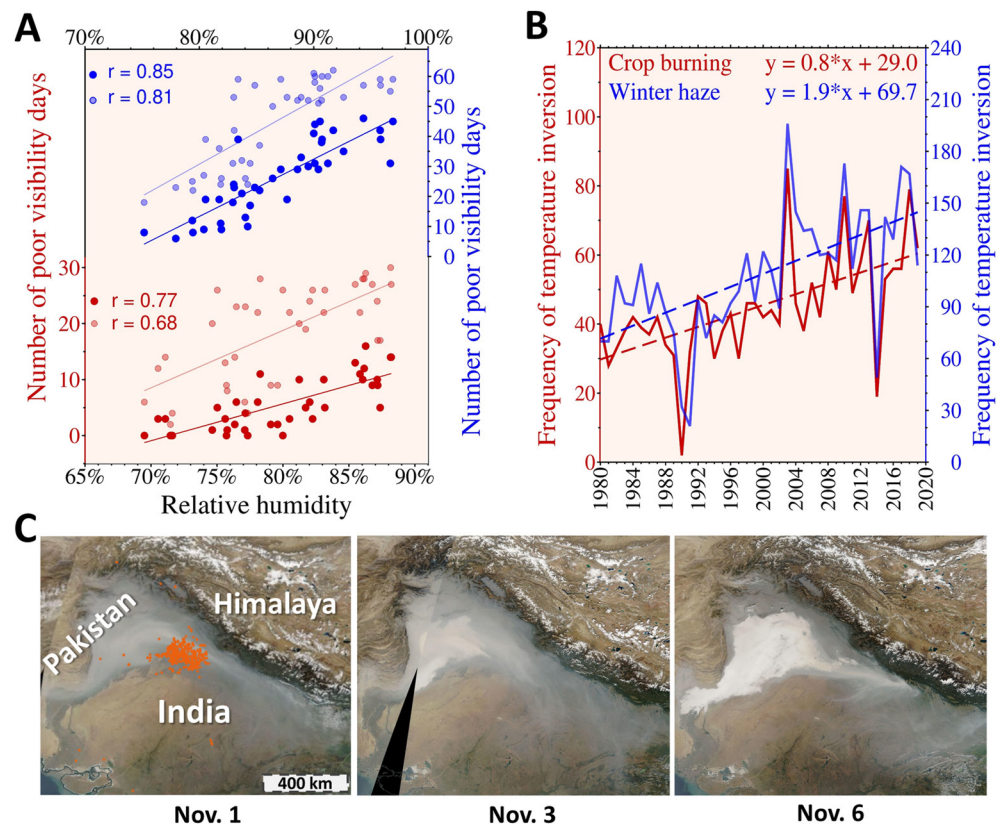 A
70%
80%
90%
100%
r = 0.85
r = 0.81
60
50
40
30
20
10
0
Number of poor visibility days
Number of poor visibility days
30
20
10
0
r = 0.77
r = 0.68
65%
70%
75%
80%
85%
90%
Relative humidity
B
Crop burning y = 0.8*x + 29.0
Winter haze y = 1.9*x + 69.7
120
100
80
60
40
20
0
Frequency of temperature inversion
240
210
180
150
120
90
60
30
0
Frequency of temperature inversion
1980
1984
1988
1992
1996
2000
2004
2008
2012
2016
2020
C
Pakistan
Himalaya
India
400 km
Nov. 1
Nov. 3
Nov. 6